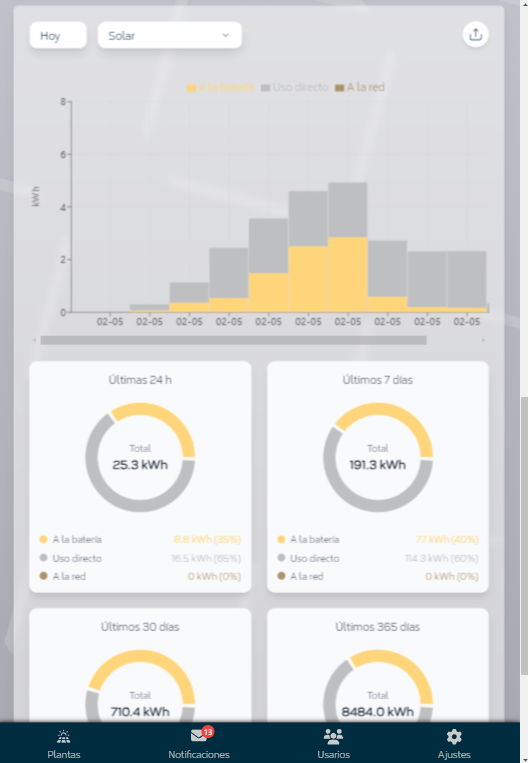 Hoy
Solar
A la batería Uso directo A la red
8
6
4
2
0
kWh
02-05 02-05 02-05 02-05 02-05 02-05 02-05 02-05 02-05 02-05
Últimas 24 h
Total
25.3 kWh
A la batería 8.8 kWh (35%)
Uso directo 16.5 kWh (65%)
A la red 0 kWh (0%)
Últimos 7 días
Total
191.3 kWh
A la batería 77 kWh (40%)
Uso directo 114.3 kWh (60%)
A la red 0 kWh (0%)
Últimos 30 días
Total
710.4 kWh
Últimos 365 días
Total
8484.0 kWh
13
Plantas Notificaciones Usuarios Ajustes